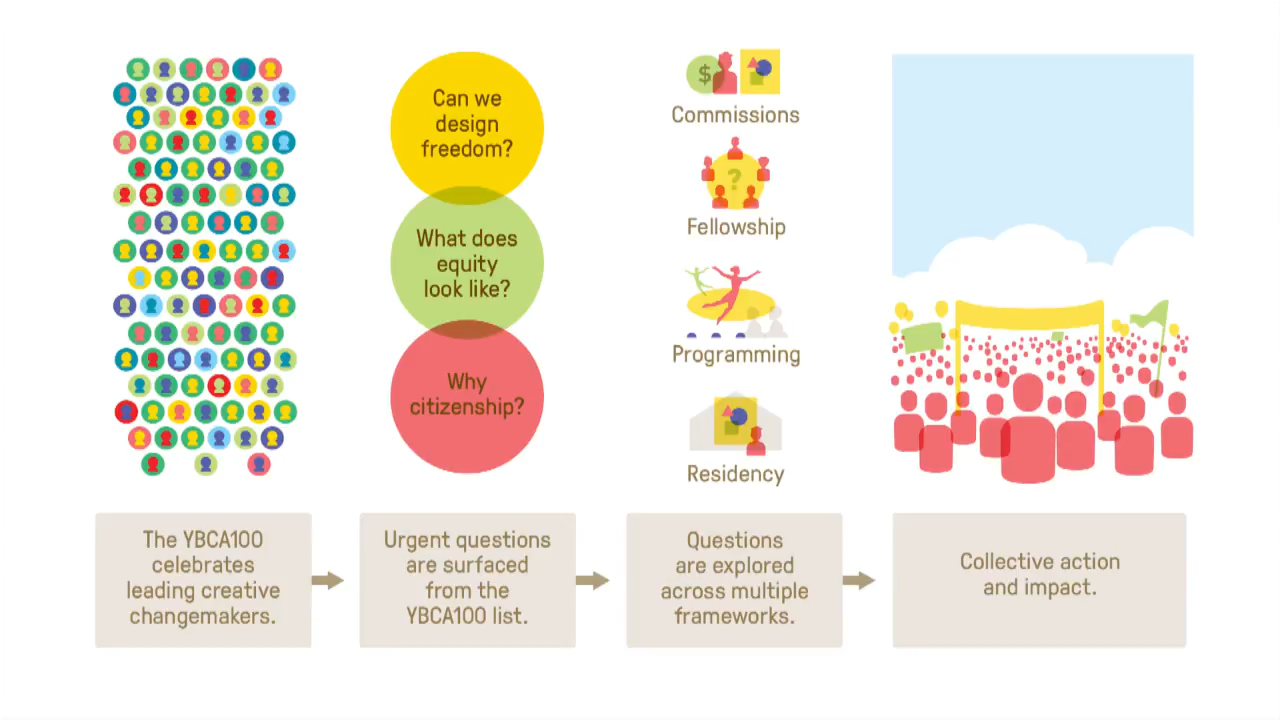 Can we
design
freedom?
What does
equity
look like?
Why
citizenship?
$
Commissions
?
Fellowship
Programming
Residency
The YBCA100
celebrates
leading creative
changemakers.
Urgent questions
are surfaced
from the
YBCA100 list.
Questions
are explored
across multiple
frameworks.
Collective action
and impact.